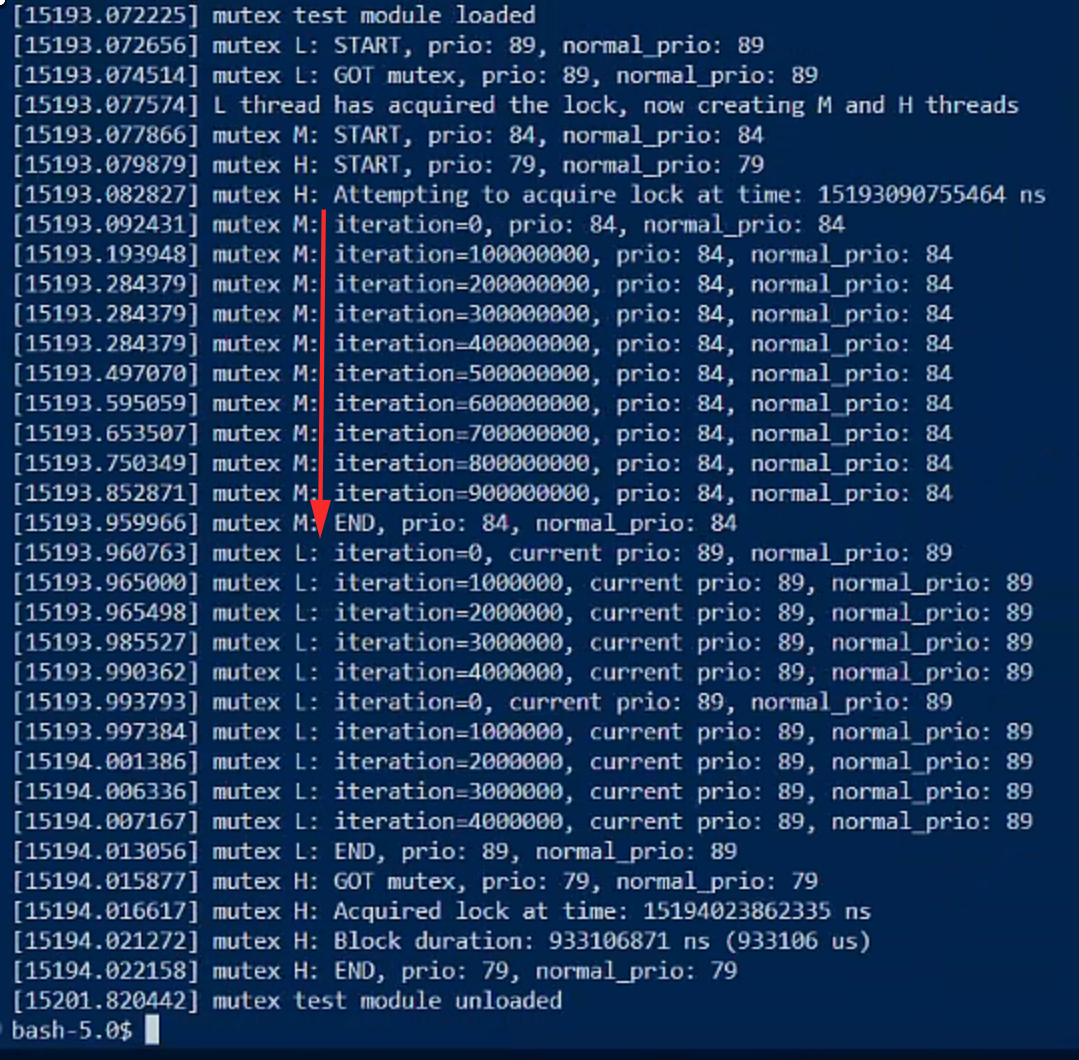 [15193.072225] mutex test module loaded
[15193.072656] mutex L: START, prio: 89, normal_prio: 89
[15193.074514] mutex L: GOT mutex, prio: 89, normal_prio: 89
[15193.077574] L thread has acquired the lock, now creating M and H threads
[15193.077866] mutex M: START, prio: 84, normal_prio: 84
[15193.079879] mutex H: START, prio: 79, normal_prio: 79
[15193.082827] mutex H: Attempting to acquire lock at time: 15193090755464 ns
[15193.092431] mutex M: iteration=0, prio: 84, normal_prio: 84
[15193.193948] mutex M: iteration=100000000, prio: 84, normal_prio: 84
[15193.284379] mutex M: iteration=200000000, prio: 84, normal_prio: 84
[15193.284379] mutex M: iteration=300000000, prio: 84, normal_prio: 84
[15193.284379] mutex M: iteration=400000000, prio: 84, normal_prio: 84
[15193.497070] mutex M: iteration=500000000, prio: 84, normal_prio: 84
[15193.595059] mutex M: iteration=600000000, prio: 84, normal_prio: 84
[15193.653507] mutex M: iteration=700000000, prio: 84, normal_prio: 84
[15193.750349] mutex M: iteration=800000000, prio: 84, normal_prio: 84
[15193.852871] mutex M: iteration=900000000, prio: 84, normal_prio: 84
[15193.959966] mutex M: END, prio: 84, normal_prio: 84
[15193.960763] mutex L: iteration=0, current prio: 89, normal_prio: 89
[15193.965000] mutex L: iteration=1000000, current prio: 89, normal_prio: 89
[15193.965498] mutex L: iteration=2000000, current prio: 89, normal_prio: 89
[15193.985527] mutex L: iteration=3000000, current prio: 89, normal_prio: 89
[15193.990362] mutex L: iteration=4000000, current prio: 89, normal_prio: 89
[15193.993793] mutex L: iteration=0, current prio: 89, normal_prio: 89
[15193.997384] mutex L: iteration=1000000, current prio: 89, normal_prio: 89
[15194.001386] mutex L: iteration=2000000, current prio: 89, normal_prio: 89
[15194.006336] mutex L: iteration=3000000, current prio: 89, normal_prio: 89
[15194.007167] mutex L: iteration=4000000, current prio: 89, normal_prio: 89
[15194.013056] mutex L: END, prio: 89, normal_prio: 89
[15194.015877] mutex H: GOT mutex, prio: 79, normal_prio: 79
[15194.016617] mutex H: Acquired lock at time: 15194023862335 ns
[15194.021272] mutex H: Block duration: 933106871 ns (933106 us)
[15194.022158] mutex H: END, prio: 79, normal_prio: 79
[15201.820442] mutex test module unloaded
bash-5.0$